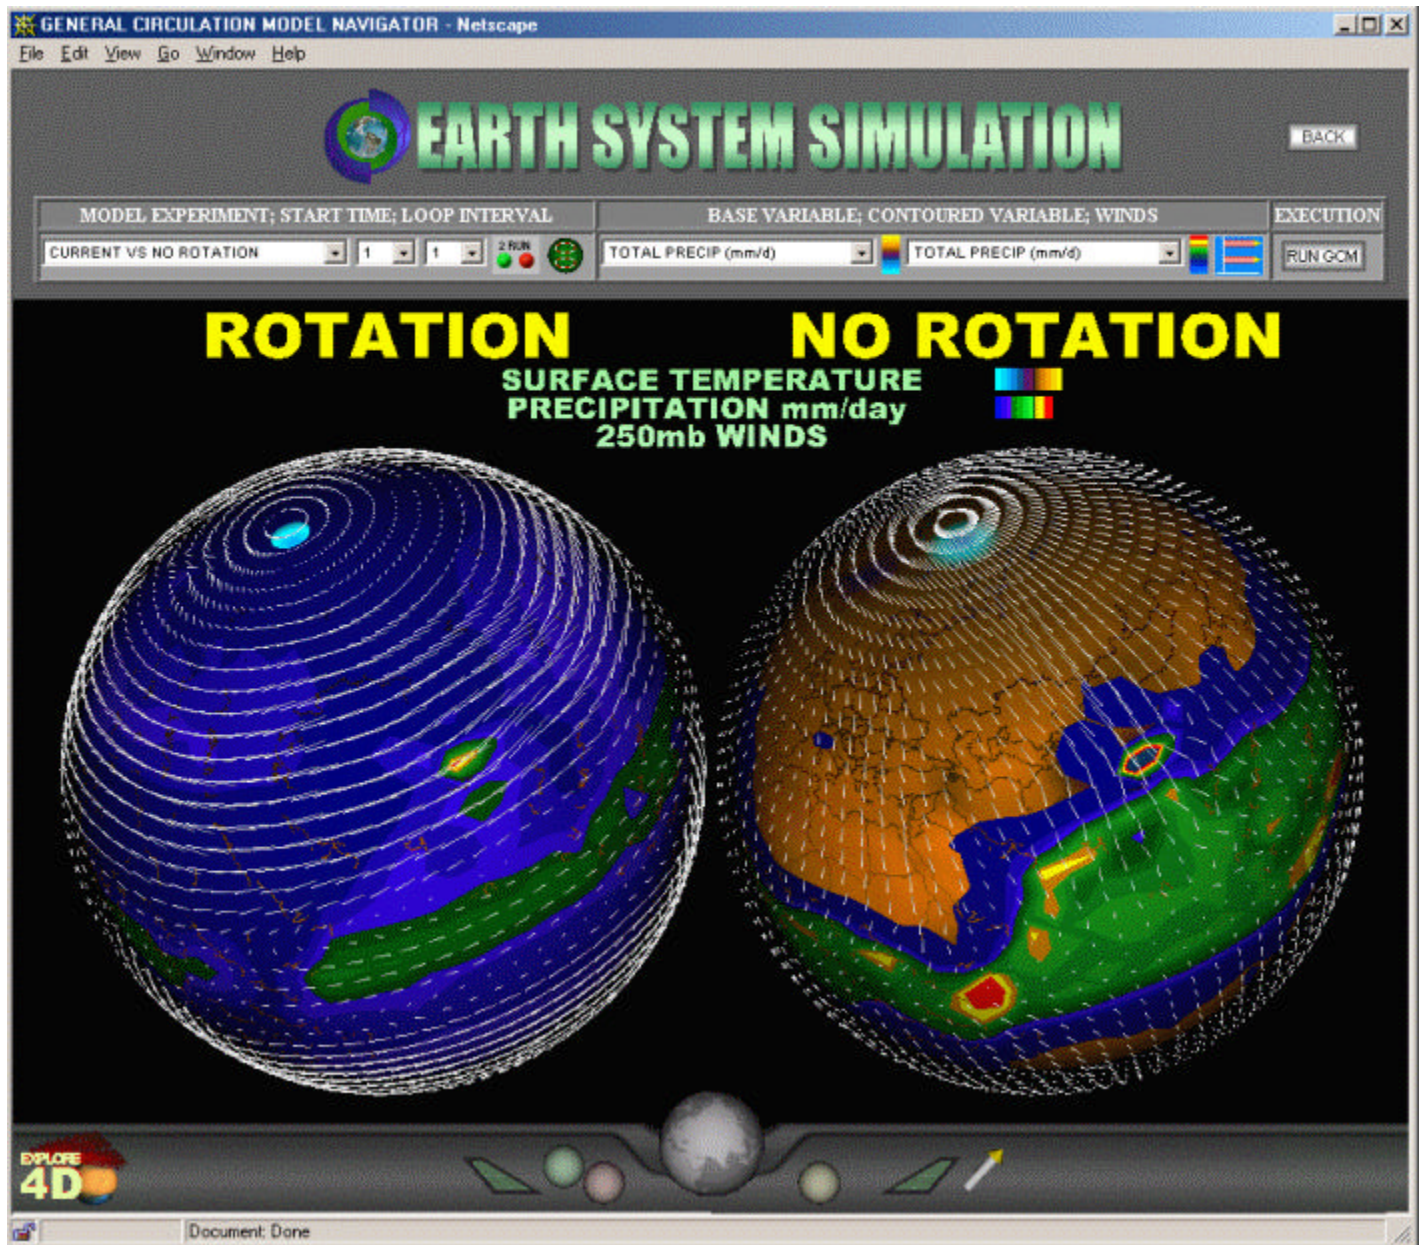 GENERAL CIRCULATION MODEL NAVIGATOR - Netscape
File Edit View Go Window Help
EARTH SYSTEM SIMULATION
BACK
MODEL EXPERIMENT; START TIME; LOOP INTERVAL BASE VARIABLE; CONTOURED VARIABLE; WINDS EXECUTION
CURRENT VS NO ROTATION 1 1 2 RUN TOTAL PRECIP (mm/d) TOTAL PRECIP (mm/d) RUN GCM
ROTATION NO ROTATION
SURFACE TEMPERATURE
PRECIPITATION mm/day
250mb WINDS
EXPLORE
4D
Document: Done